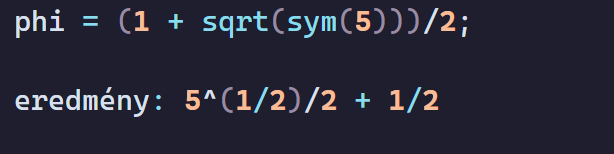 phi = (1 + sqrt(sym(5)))/2;
eredmény: 5^(1/2)/2 + 1/2